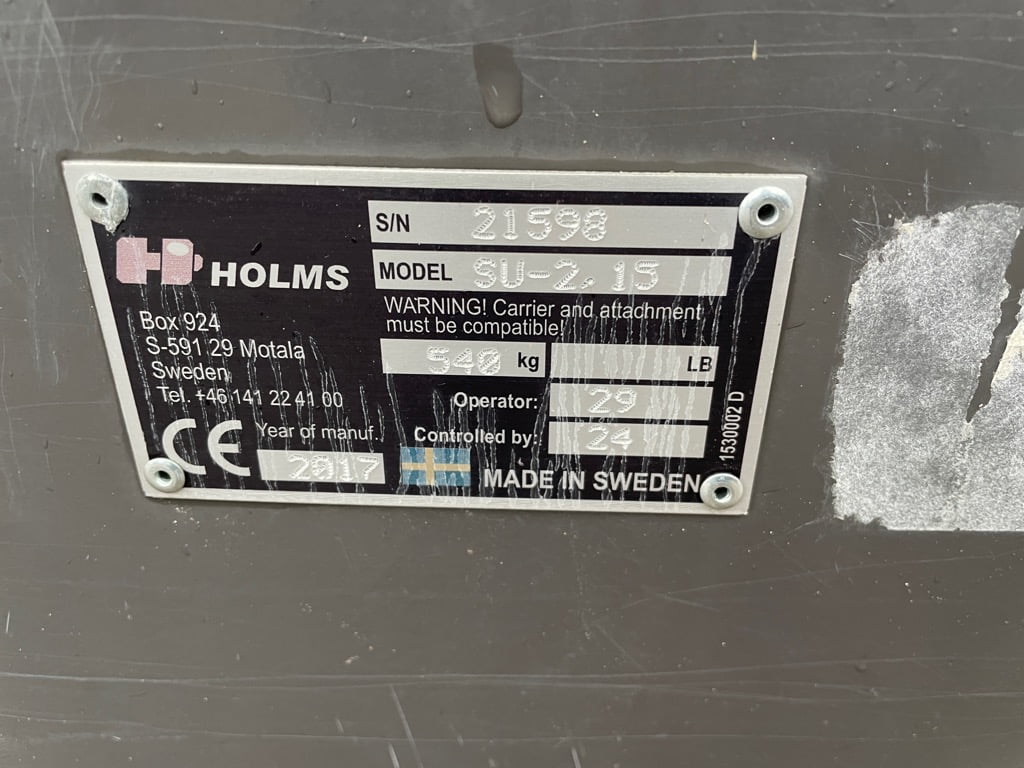 S/N 21598
HOLMS
MODEL SU-2.15
WARNING! Carrier and attachment
must be compatible!
Box 924
S-591 29 Motala
Sweden
Tel. +46 141 22 41 00
540 kg LB
Operator: 29
Controlled by: 24
CE
Year of manuf.:
2017
MADE IN SWEDEN
1530002 D